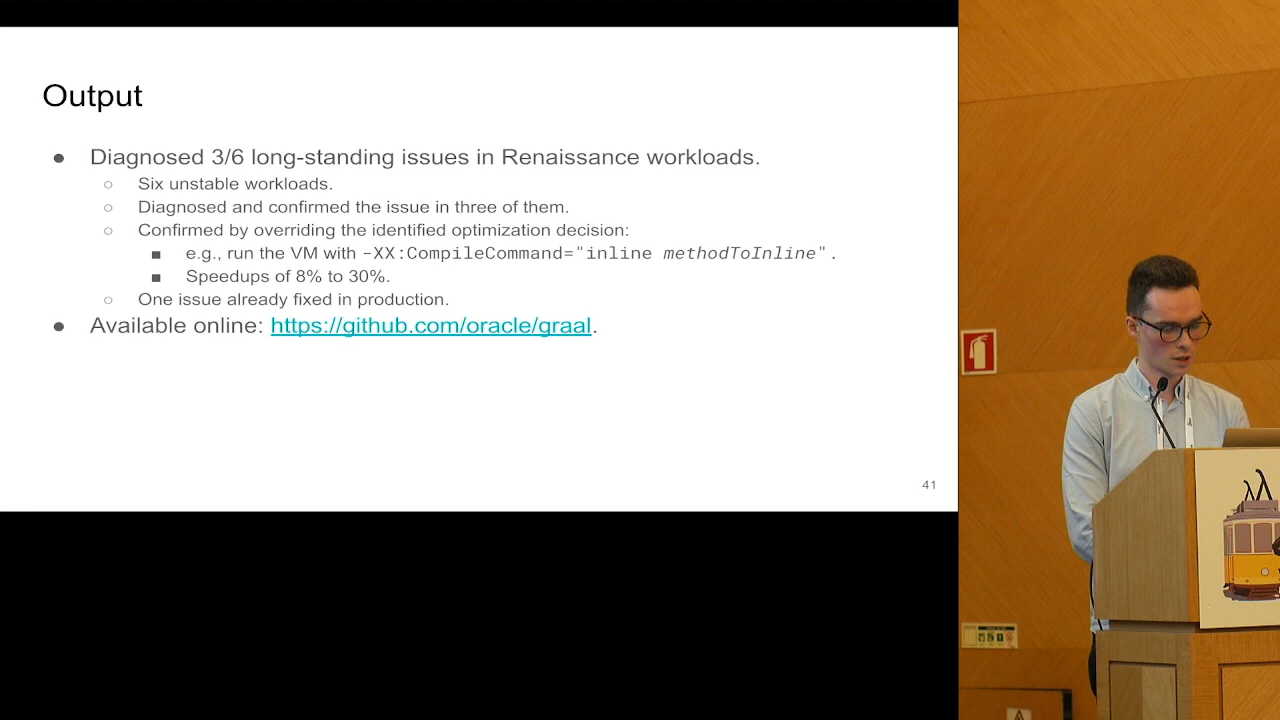 Output
● Diagnosed 3/6 long-standing issues in Renaissance workloads.
○ Six unstable workloads.
○ Diagnosed and confirmed the issue in three of them.
○ Confirmed by overriding the identified optimization decision:
■ e.g., run the VM with -XX:CompileCommand="inline methodToInline".
■ Speedups of 8% to 30%.
○ One issue already fixed in production.
● Available online: https://github.com/oracle/graal.
41